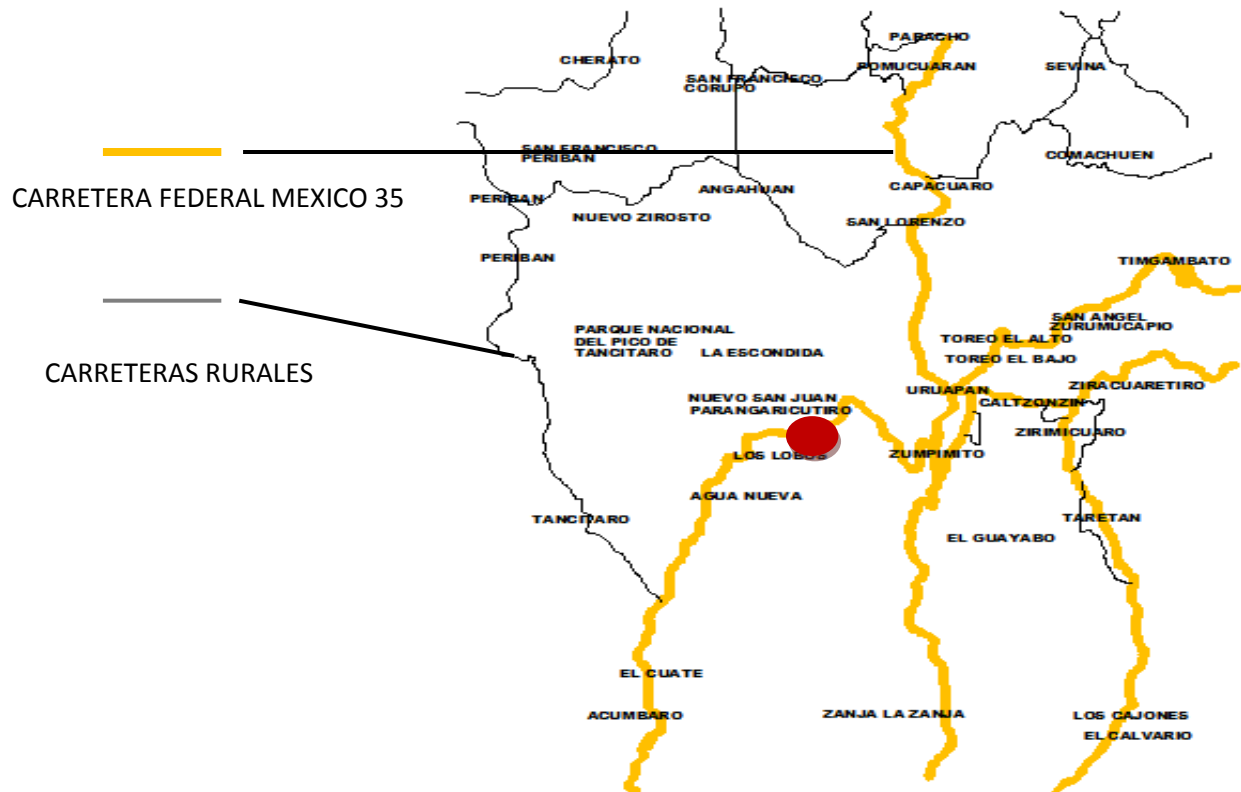 PARACHO
CHERATO
POMUCUARAN
SEVINA
SAN FRANCISCO
CORUPO
SAN FRANCISCO
PERIBAN
COMACHUEN
CARRETERA FEDERAL MEXICO 35
PERIBAN
ANGAHUAN
CAPACUARO
NUEVO ZIROSTO
SAN LORENZO
PERIBAN
TIMGAMBATO
SAN ANGEL
ZURUMUCAPIO
PARQUE NACIONAL
DEL PICO DE
TANCITARO
LA ESCONDIDA
TOREO EL ALTO
TOREO EL BAJO
CARRETERAS RURALES
URUAPAN
ZIRACUARETIRO
NUEVO SAN JUAN
PARANGARICUTIRO
CALTZONZIN
ZIRIMICUARO
LOS LOBOS
ZUMPIMITO
AGUA NUEVA
TANCITARO
TARETAN
EL GUAYABO
EL CUATE
ACUMBARO
ZANJA LA ZANJA
LOS CAJONES
EL CALVARIO